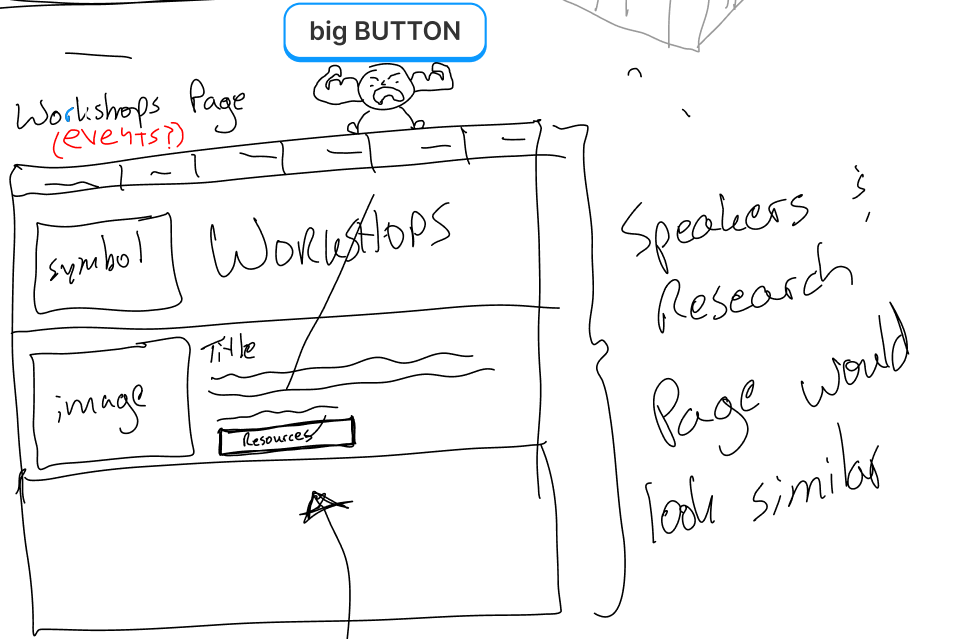 big BUTTON
Workshops Page
(events?)
symbol
WORKSHOPS
image
Title
Resources
Speakers &
Research
Page would
look similar